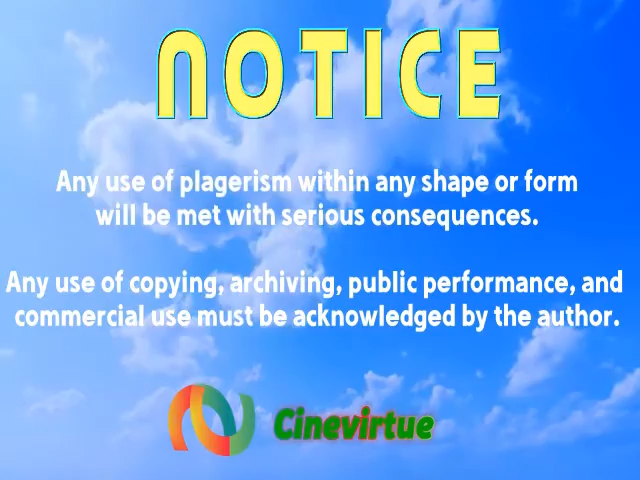 NOTICE
Any use of plagerism within any shape or form
will be met with serious consequences.
Any use of copying, archiving, public performance, and
commercial use must be acknowledged by the author.
Cinevirtue